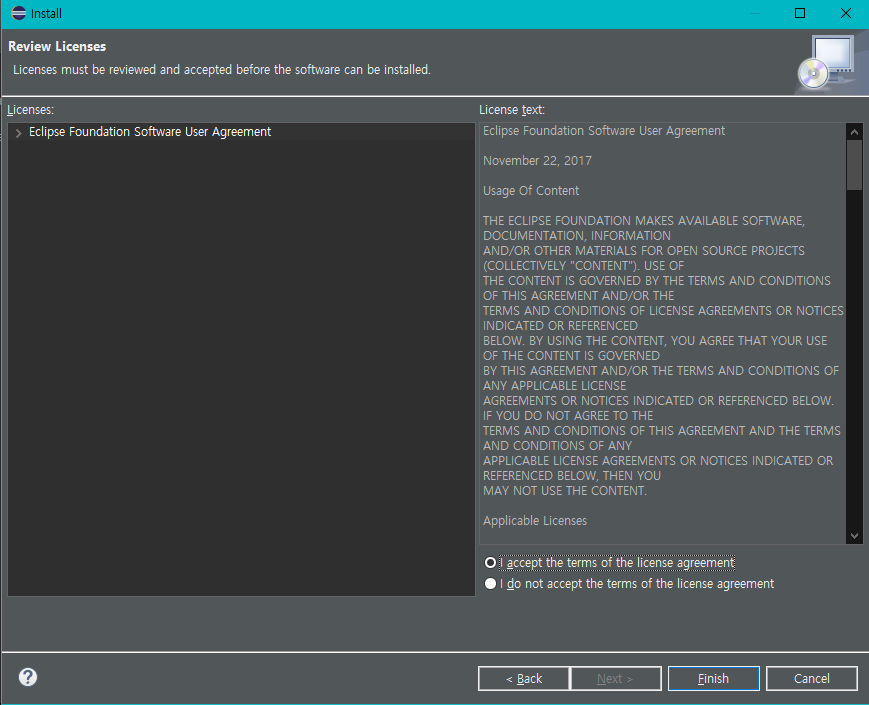 Install
Review Licenses
Licenses must be reviewed and accepted before the software can be installed.
Licenses:
Eclipse Foundation Software User Agreement
License text:
Eclipse Foundation Software User Agreement
November 22, 2017
Usage Of Content
THE ECLIPSE FOUNDATION MAKES AVAILABLE SOFTWARE,
DOCUMENTATION, INFORMATION
AND/OR OTHER MATERIALS FOR OPEN SOURCE PROJECTS
(COLLECTIVELY "CONTENT"). USE OF
THE CONTENT IS GOVERNED BY THE TERMS AND CONDITIONS
OF THIS AGREEMENT AND/OR THE
TERMS AND CONDITIONS OF LICENSE AGREEMENTS OR NOTICES
INDICATED OR REFERENCED
BELOW. BY USING THE CONTENT, YOU AGREE THAT YOUR USE
OF THE CONTENT IS GOVERNED
BY THIS AGREEMENT AND/OR THE TERMS AND CONDITIONS OF
ANY APPLICABLE LICENSE
AGREEMENTS OR NOTICES INDICATED OR REFERENCED BELOW.
IF YOU DO NOT AGREE TO THE
TERMS AND CONDITIONS OF THIS AGREEMENT AND THE TERMS
AND CONDITIONS OF ANY
APPLICABLE LICENSE AGREEMENTS OR NOTICES INDICATED OR
REFERENCED BELOW, THEN YOU
MAY NOT USE THE CONTENT.
Applicable Licenses
I accept the terms of the license agreement
I do not accept the terms of the license agreement
?
< Back
Next >
Finish
Cancel